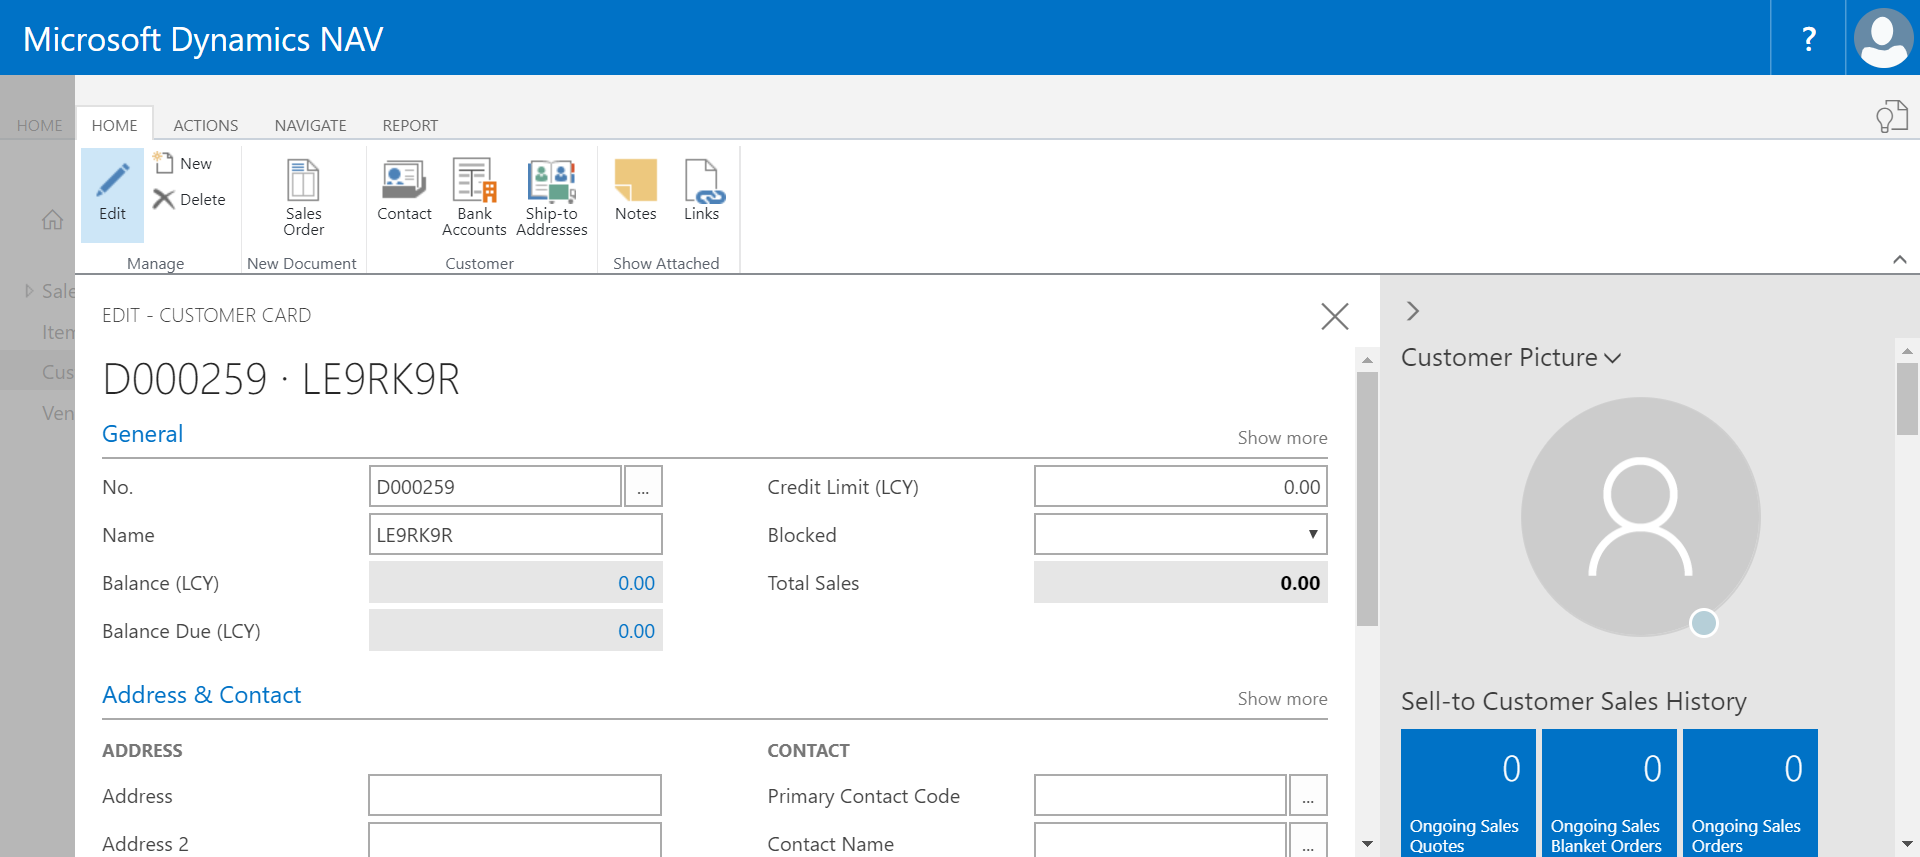 Microsoft Dynamics NAV
?
HOME
HOME
ACTIONS
NAVIGATE
REPORT
Edit
New
Delete
Manage
Sales
Order
New Document
Contact
Bank
Accounts
Ship-to
Addresses
Customer
Notes
Links
Show Attached
Sale
Item
Cus
Ven
EDIT - CUSTOMER CARD
D000259 · LE9RK9R
General
Show more
No.
D000259
...
Name
LE9RK9R
Balance (LCY)
0.00
Balance Due (LCY)
0.00
Credit Limit (LCY)
0.00
Blocked
Total Sales
0.00
Address & Contact
Show more
ADDRESS
Address
Address 2
CONTACT
Primary Contact Code
...
Contact Name
...
Customer Picture
Sell-to Customer Sales History
0
Ongoing Sales
Quotes
0
Ongoing Sales
Blanket Orders
0
Ongoing Sales
Orders